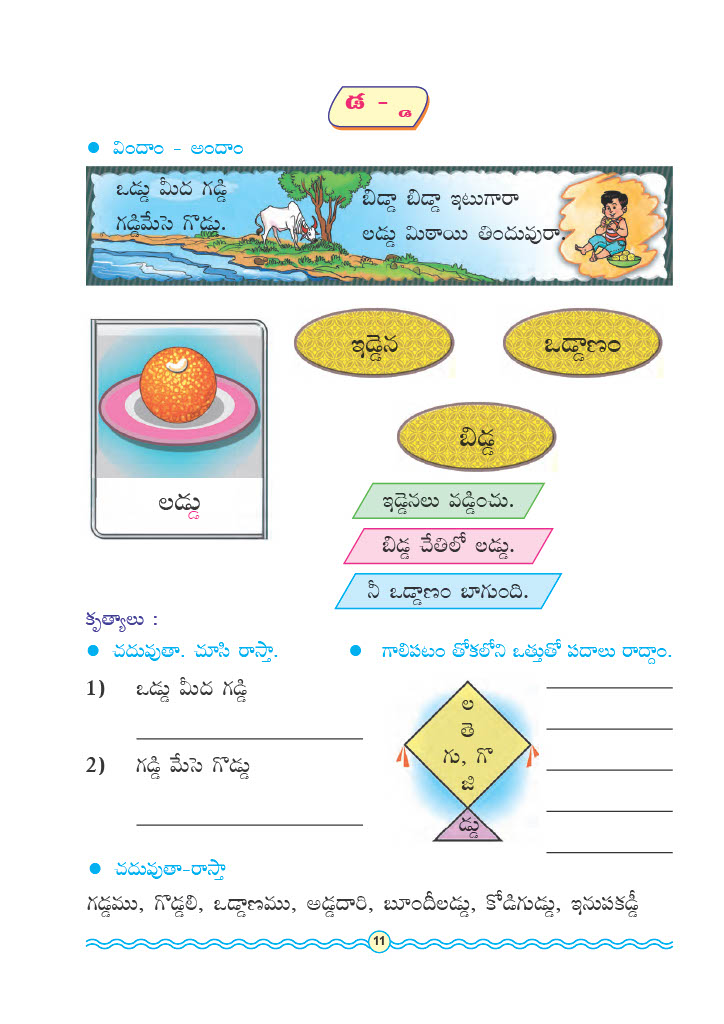 డ - ్డ
● విందాం - అందాం
ఒడ్డు మీద గడ్డి
గడ్డిమేసె గొడ్డు.
బిడ్డా బిడ్డా ఇటుగారా
లడ్డు మిఠాయి తిందువురా
ఇడ్డెన
ఒడ్డాణం
బిడ్డ
లడ్డు
ఇడ్డెనలు వడ్డించు.
బిడ్డ చేతిలో లడ్డు.
నీ ఒడ్డాణం బాగుంది.
కృత్యాలు :
● చదువుతా. చూసి రాస్తా.
1) ఒడ్డు మీద గడ్డి
2) గడ్డి మేసె గొడ్డు
● గాలిపటం తోకలోని ఒత్తుతో పదాలు రాద్దాం.
ల
తె
గు, గొ
జి
డ్డు
● చదువుతా-రాస్తా
గడ్డము, గొడ్డలి, ఒడ్డాణము, అడ్డదారి, బూందీలడ్డు, కోడిగుడ్డు, ఇనుపకడ్డీ
11